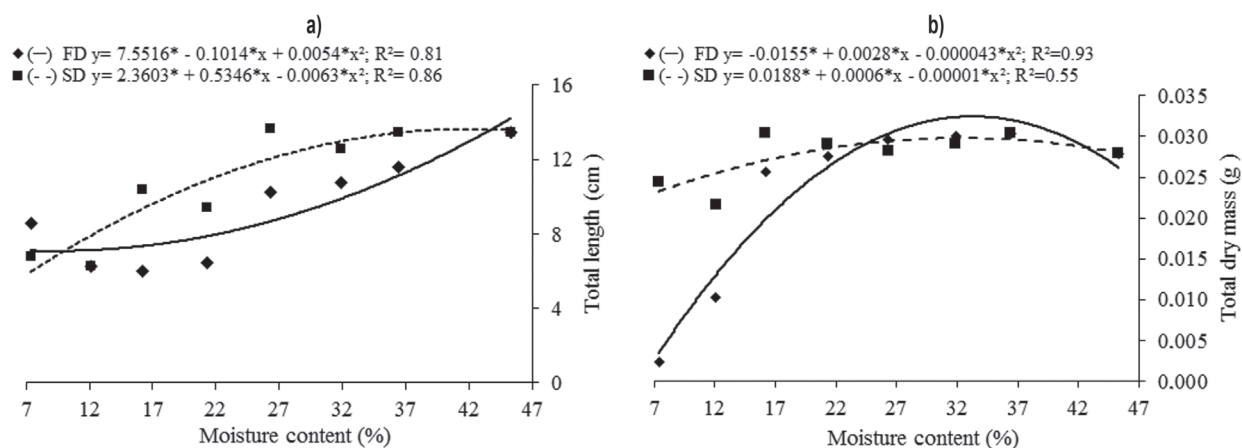 a)
◆ (—) FD y= 7.5516* - 0.1014*x + 0.0054*x²; R²= 0.81
■ (- -) SD y= 2.3603* + 0.5346*x - 0.0063*x²; R²= 0.86
16
12
8
4
0
Total length (cm)
7 12 17 22 27 32 37 42 47
Moisture content (%)
b)
◆ (—) FD y= -0.0155* + 0.0028*x - 0.000043*x²; R²=0.93
■ (- -) SD y= 0.0188* + 0.0006*x - 0.00001*x²; R²=0.55
0.035
0.030
0.025
0.020
0.015
0.010
0.005
0.000
Total dry mass (g)
7 12 17 22 27 32 37 42 47
Moisture content (%)